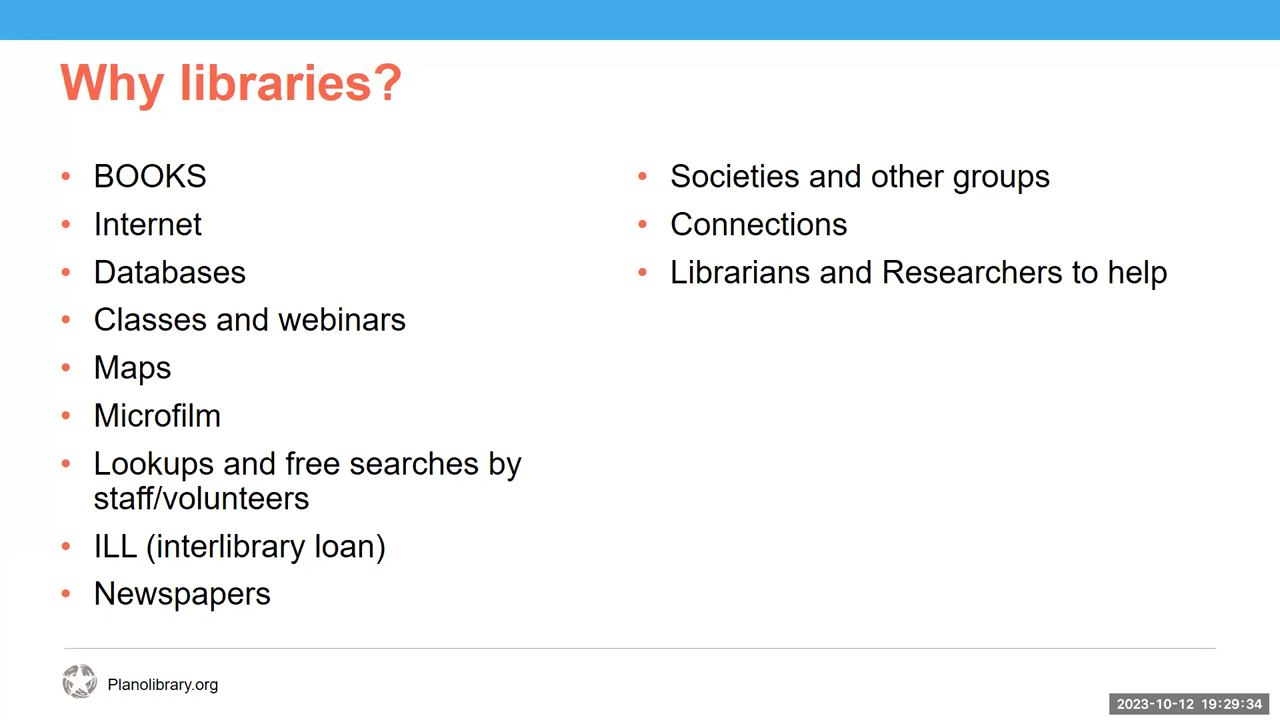 Why libraries?
• BOOKS
• Internet
• Databases
• Classes and webinars
• Maps
• Microfilm
• Lookups and free searches by
staff/volunteers
• ILL (interlibrary loan)
• Newspapers
• Societies and other groups
• Connections
• Librarians and Researchers to help
Planolibrary.org
2023-10-12 19:29:34